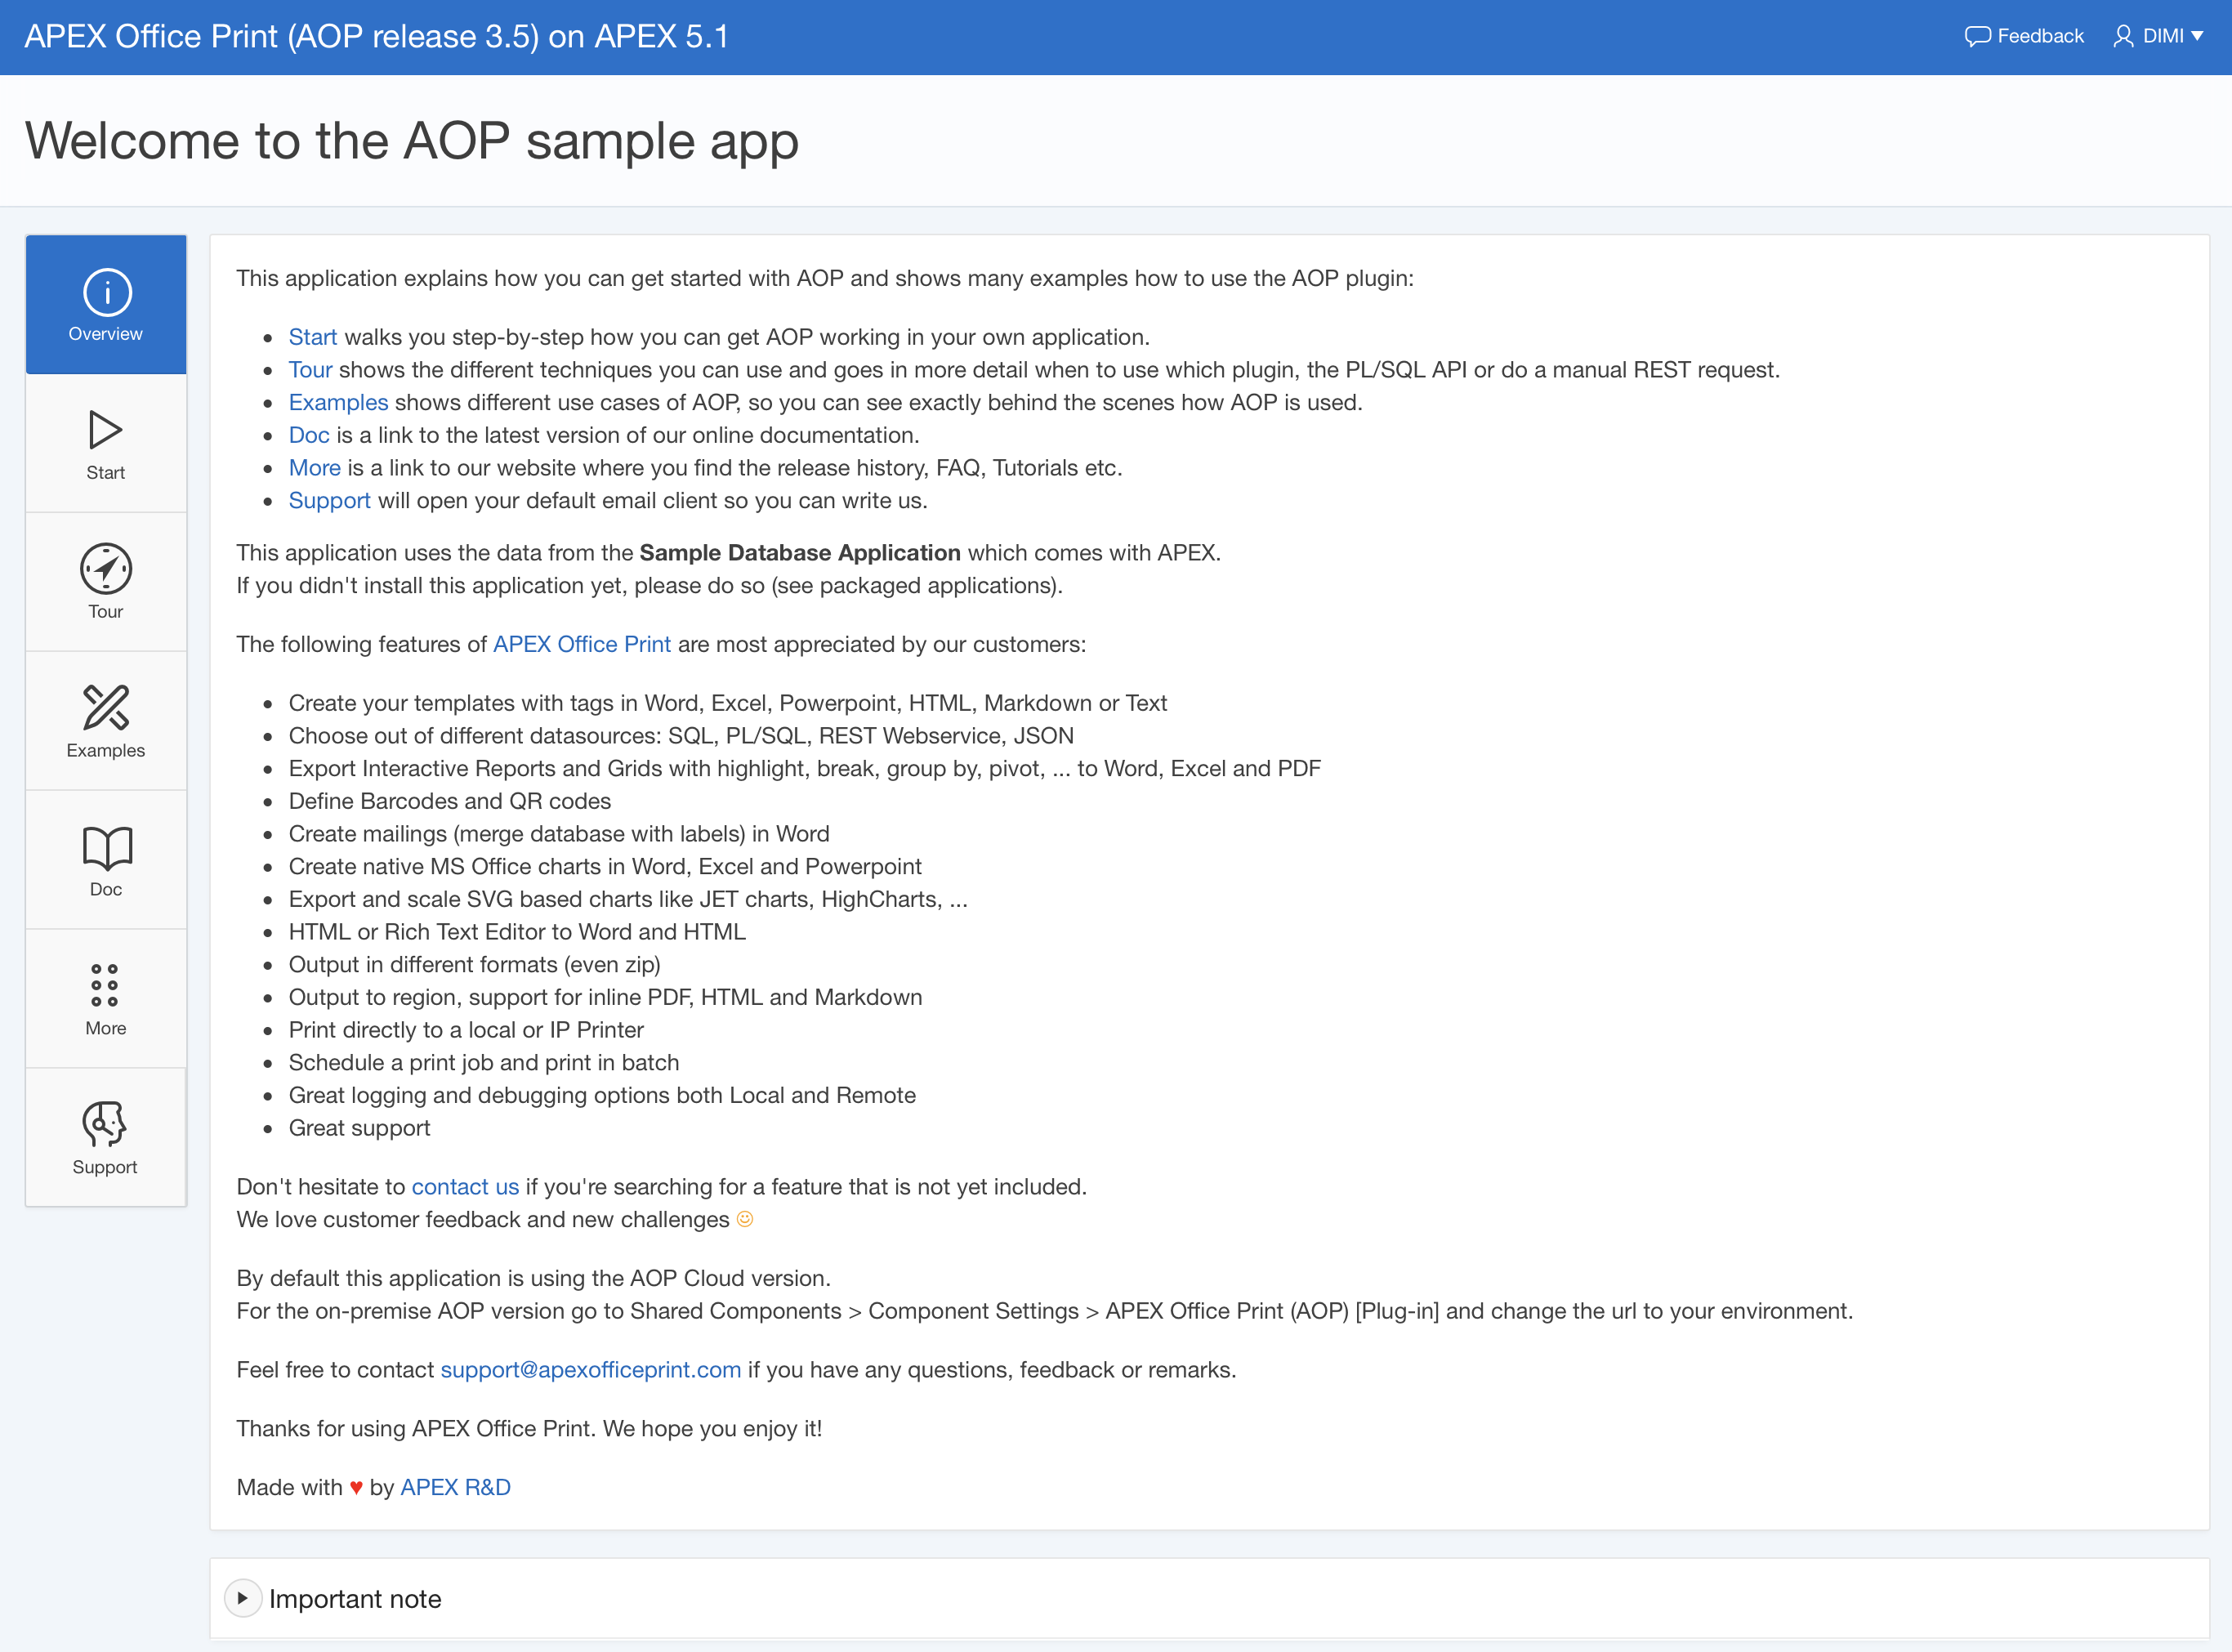 APEX Office Print (AOP release 3.5) on APEX 5.1
Feedback
DIMI
Welcome to the AOP sample app
Overview
Start
Tour
Examples
Doc
More
Support
This application explains how you can get started with AOP and shows many examples how to use the AOP plugin:
Start walks you step-by-step how you can get AOP working in your own application.
Tour shows the different techniques you can use and goes in more detail when to use which plugin, the PL/SQL API or do a manual REST request.
Examples shows different use cases of AOP, so you can see exactly behind the scenes how AOP is used.
Doc is a link to the latest version of our online documentation.
More is a link to our website where you find the release history, FAQ, Tutorials etc.
Support will open your default email client so you can write us.
This application uses the data from the Sample Database Application which comes with APEX.
If you didn't install this application yet, please do so (see packaged applications).
The following features of APEX Office Print are most appreciated by our customers:
Create your templates with tags in Word, Excel, Powerpoint, HTML, Markdown or Text
Choose out of different datasources: SQL, PL/SQL, REST Webservice, JSON
Export Interactive Reports and Grids with highlight, break, group by, pivot, ... to Word, Excel and PDF
Define Barcodes and QR codes
Create mailings (merge database with labels) in Word
Create native MS Office charts in Word, Excel and Powerpoint
Export and scale SVG based charts like JET charts, HighCharts, ...
HTML or Rich Text Editor to Word and HTML
Output in different formats (even zip)
Output to region, support for inline PDF, HTML and Markdown
Print directly to a local or IP Printer
Schedule a print job and print in batch
Great logging and debugging options both Local and Remote
Great support
Don't hesitate to contact us if you're searching for a feature that is not yet included.
We love customer feedback and new challenges ☺
By default this application is using the AOP Cloud version.
For the on-premise AOP version go to Shared Components > Component Settings > APEX Office Print (AOP) [Plug-in] and change the url to your environment.
Feel free to contact support@apexofficeprint.com if you have any questions, feedback or remarks.
Thanks for using APEX Office Print. We hope you enjoy it!
Made with ♥ by APEX R&D
Important note